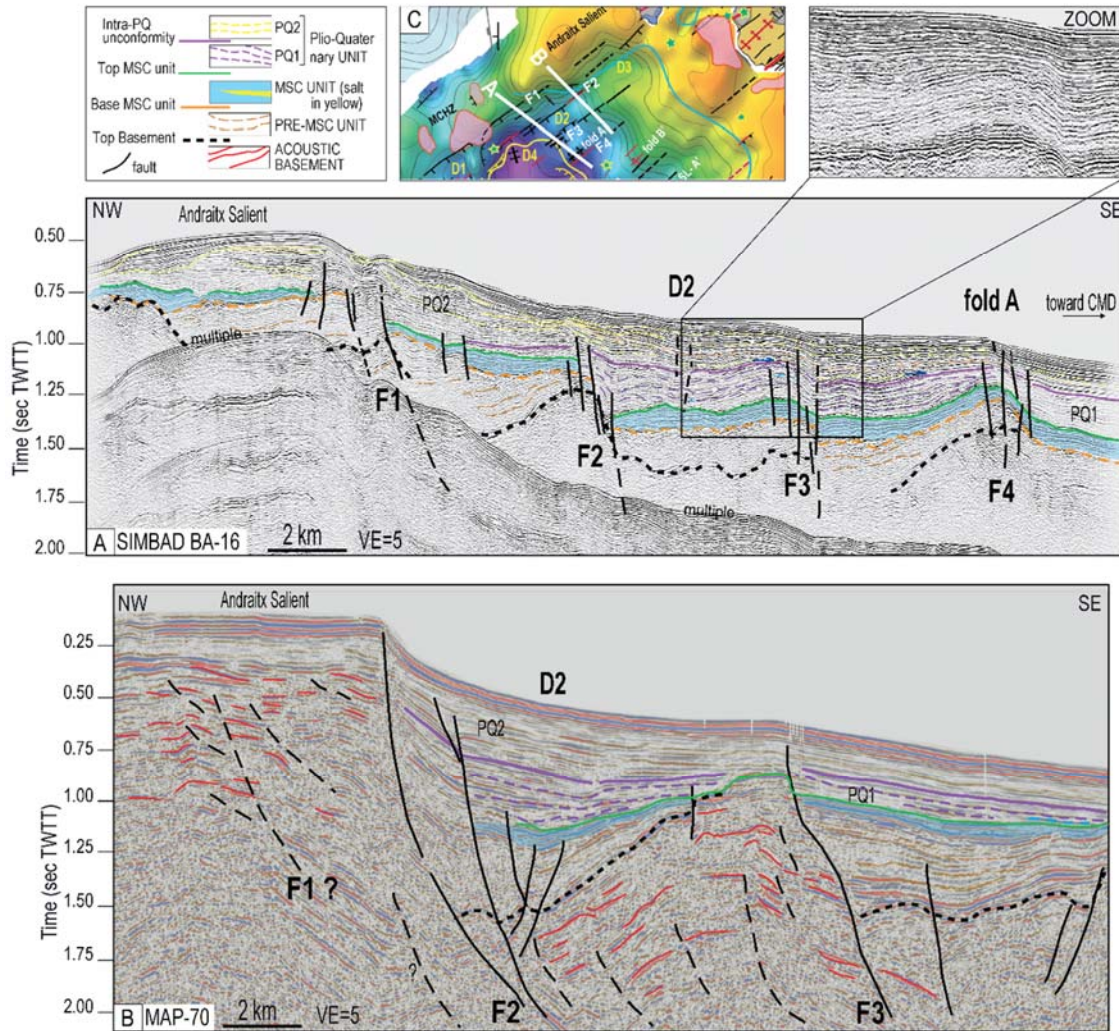 Intra-PQ
unconformity
PQ2
PQ1
Plio-Quater
nary UNIT
Top MSC unit
MSC UNIT (salt
in yellow)
Base MSC unit
PRE-MSC UNIT
Top Basement
ACOUSTIC
BASEMENT
fault
C
Andraitx Salient
A
B
MCHZ
F1
F2
F3
F4
D1
D2
D3
D4
fold A
fold B
ZOOM
NW
Andraitx Salient
SE
0.50
0.75
1.00
1.25
1.50
1.75
2.00
Time (sec TWTT)
D2
fold A
toward CMD
PQ2
PQ1
multiple
F1
F2
F3
F4
multiple
A SIMBAD BA-16
2 km
VE=5
NW
Andraitx Salient
SE
0.25
0.50
0.75
1.00
1.25
1.50
1.75
2.00
Time (sec TWTT)
D2
PQ2
PQ1
F1 ?
?
F2
F3
B MAP-70
2 km
VE=5